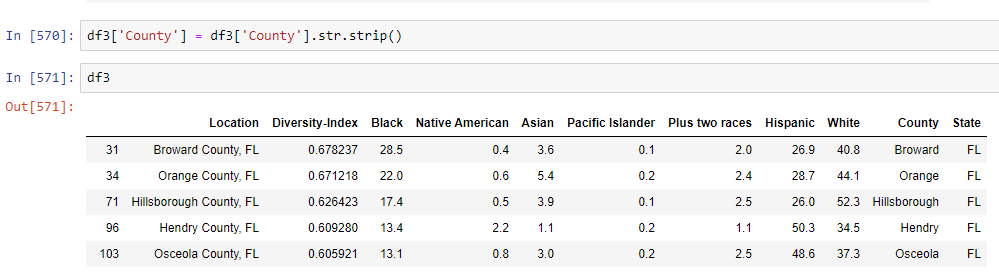 In [570]: df3['County'] = df3['County'].str.strip()
In [571]: df3
Out[571]:
Location Diversity-Index Black Native American Asian Pacific Islander Plus two races Hispanic White County State
31 Broward County, FL 0.678237 28.5 0.4 3.6 0.1 2.0 26.9 40.8 Broward FL
34 Orange County, FL 0.671218 22.0 0.6 5.4 0.2 2.4 28.7 44.1 Orange FL
71 Hillsborough County, FL 0.626423 17.4 0.5 3.9 0.1 2.5 26.0 52.3 Hillsborough FL
96 Hendry County, FL 0.609280 13.4 2.2 1.1 0.2 1.1 50.3 34.5 Hendry FL
103 Osceola County, FL 0.605921 13.1 0.8 3.0 0.2 2.5 48.6 37.3 Osceola FL